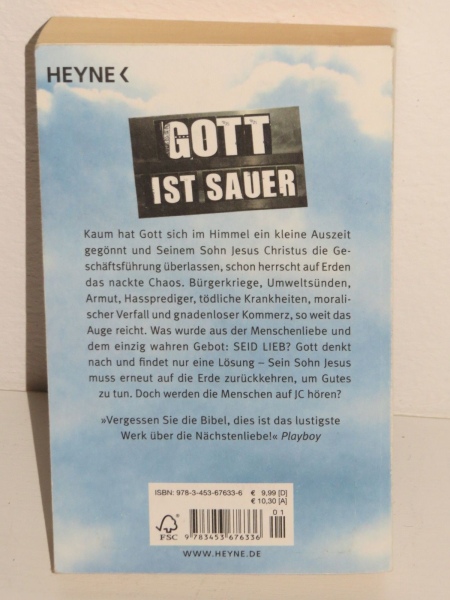 HEYNE
GOTT
IST SAUER
Kaum hat Gott sich im Himmel ein kleine Auszeit
gegönnt und Seinem Sohn Jesus Christus die Ge-
schäftsführung überlassen, schon herrscht auf Erden
das nackte Chaos. Bürgerkriege, Umweltsünden,
Armut, Hassprediger, tödliche Krankheiten, morali-
scher Verfall und gnadenloser Kommerz, so weit das
Auge reicht. Was wurde aus der Menschenliebe und
dem einzig wahren Gebot: SEID LIEB? Gott denkt
nach und findet nur eine Lösung – Sein Sohn Jesus
muss erneut auf die Erde zurückkehren, um Gutes
zu tun. Doch werden die Menschen auf JC hören?
»Vergessen Sie die Bibel, dies ist das lustigste
Werk über die Nächstenliebe!« Playboy
ISBN: 978-3-453-67633-6
€ 9,99 [D]
€ 10,30 [A]
01
FSC
9 783453 676336
WWW.HEYNE.DE